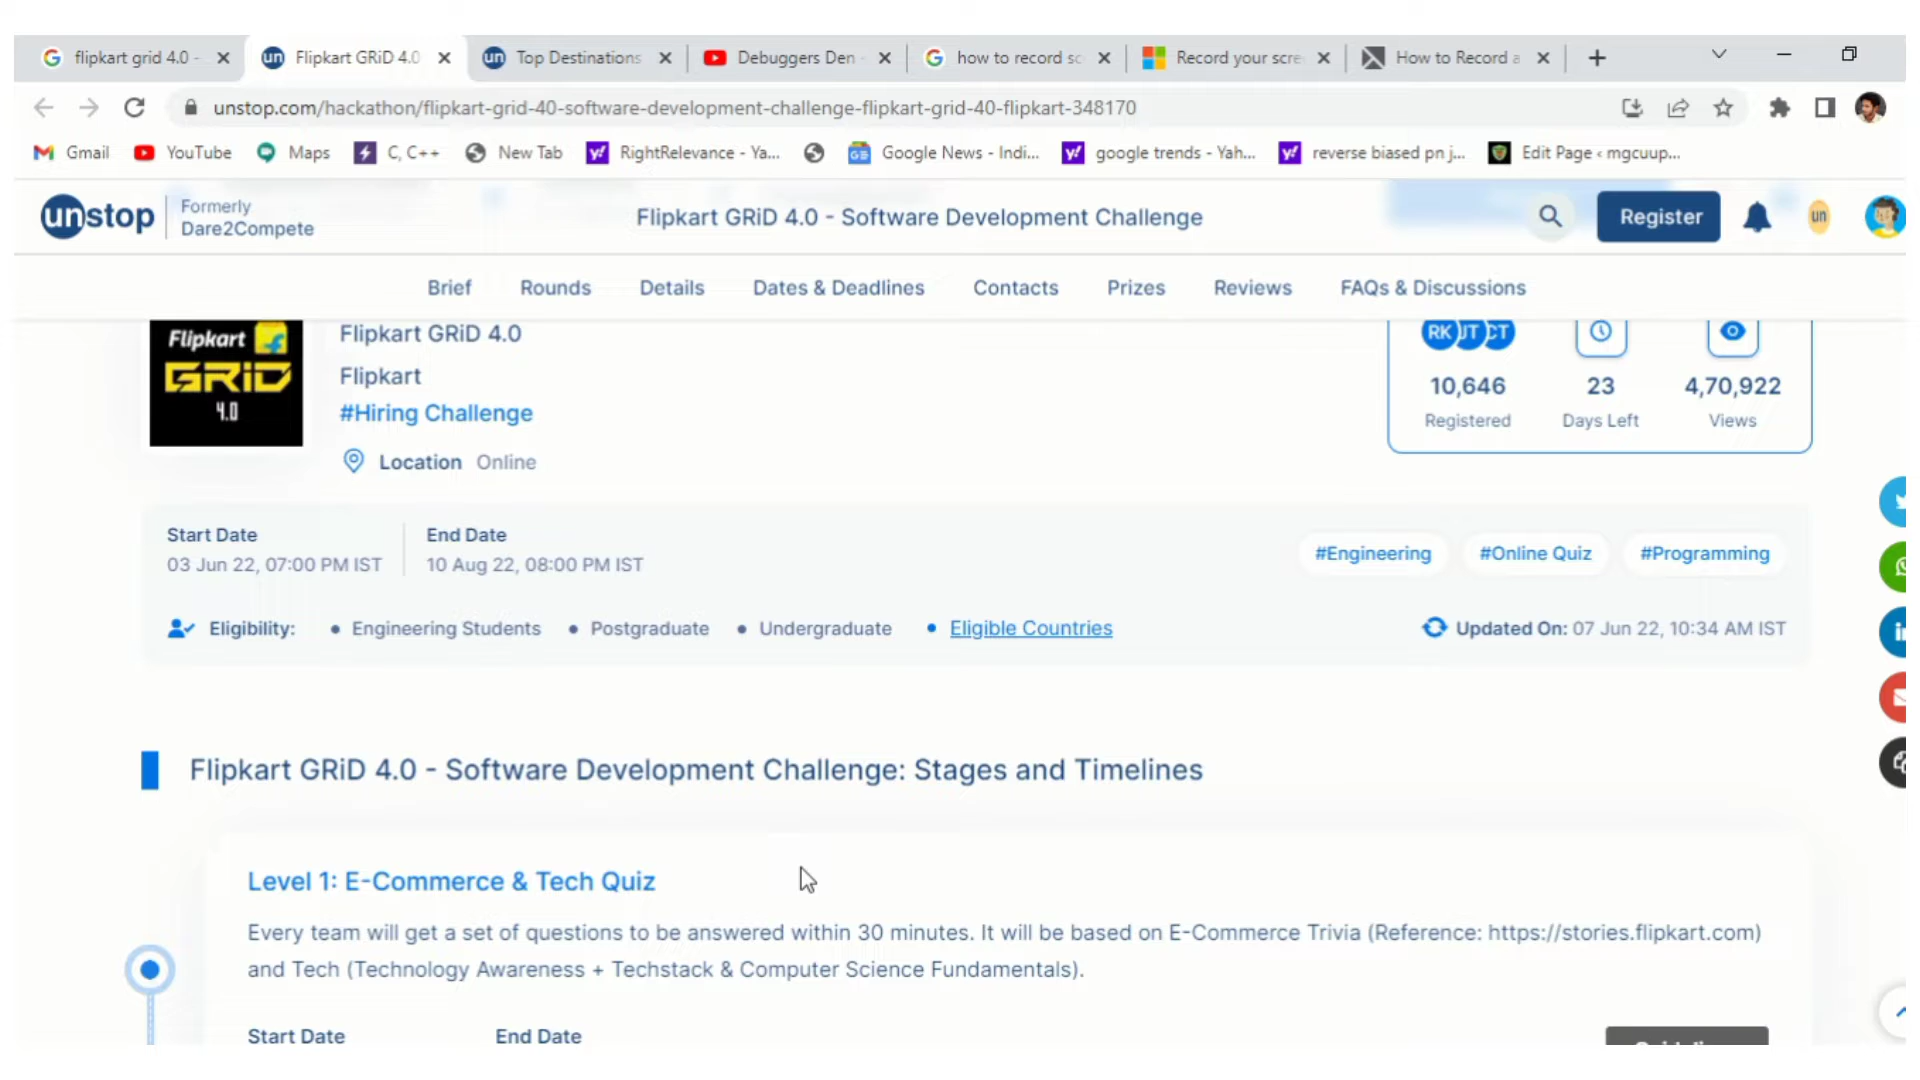 flipkart grid 4.0 -
Flipkart GRiD 4.0
Top Destinations
Debuggers Den -
how to record sc
Record your scre
How to Record a
unstop.com/hackathon/flipkart-grid-40-software-development-challenge-flipkart-grid-40-flipkart-348170
Gmail
YouTube
Maps
C, C++
New Tab
RightRelevance - Ya...
Google News - Indi...
google trends - Yah...
reverse biased pn j...
Edit Page ‹ mgcuup...
unstop
Formerly
Dare2Compete
Flipkart GRiD 4.0 - Software Development Challenge
Register
un
Brief
Rounds
Details
Dates & Deadlines
Contacts
Prizes
Reviews
FAQs & Discussions
Flipkart
GRiD
4.0
Flipkart GRiD 4.0
Flipkart
#Hiring Challenge
Location Online
RK JT CT
10,646
Registered
23
Days Left
4,70,922
Views
Start Date
03 Jun 22, 07:00 PM IST
End Date
10 Aug 22, 08:00 PM IST
#Engineering
#Online Quiz
#Programming
Eligibility: • Engineering Students • Postgraduate • Undergraduate • Eligible Countries
Updated On: 07 Jun 22, 10:34 AM IST
Flipkart GRiD 4.0 - Software Development Challenge: Stages and Timelines
Level 1: E-Commerce & Tech Quiz
Every team will get a set of questions to be answered within 30 minutes. It will be based on E-Commerce Trivia (Reference: https://stories.flipkart.com)
and Tech (Technology Awareness + Techstack & Computer Science Fundamentals).
Start Date
End Date